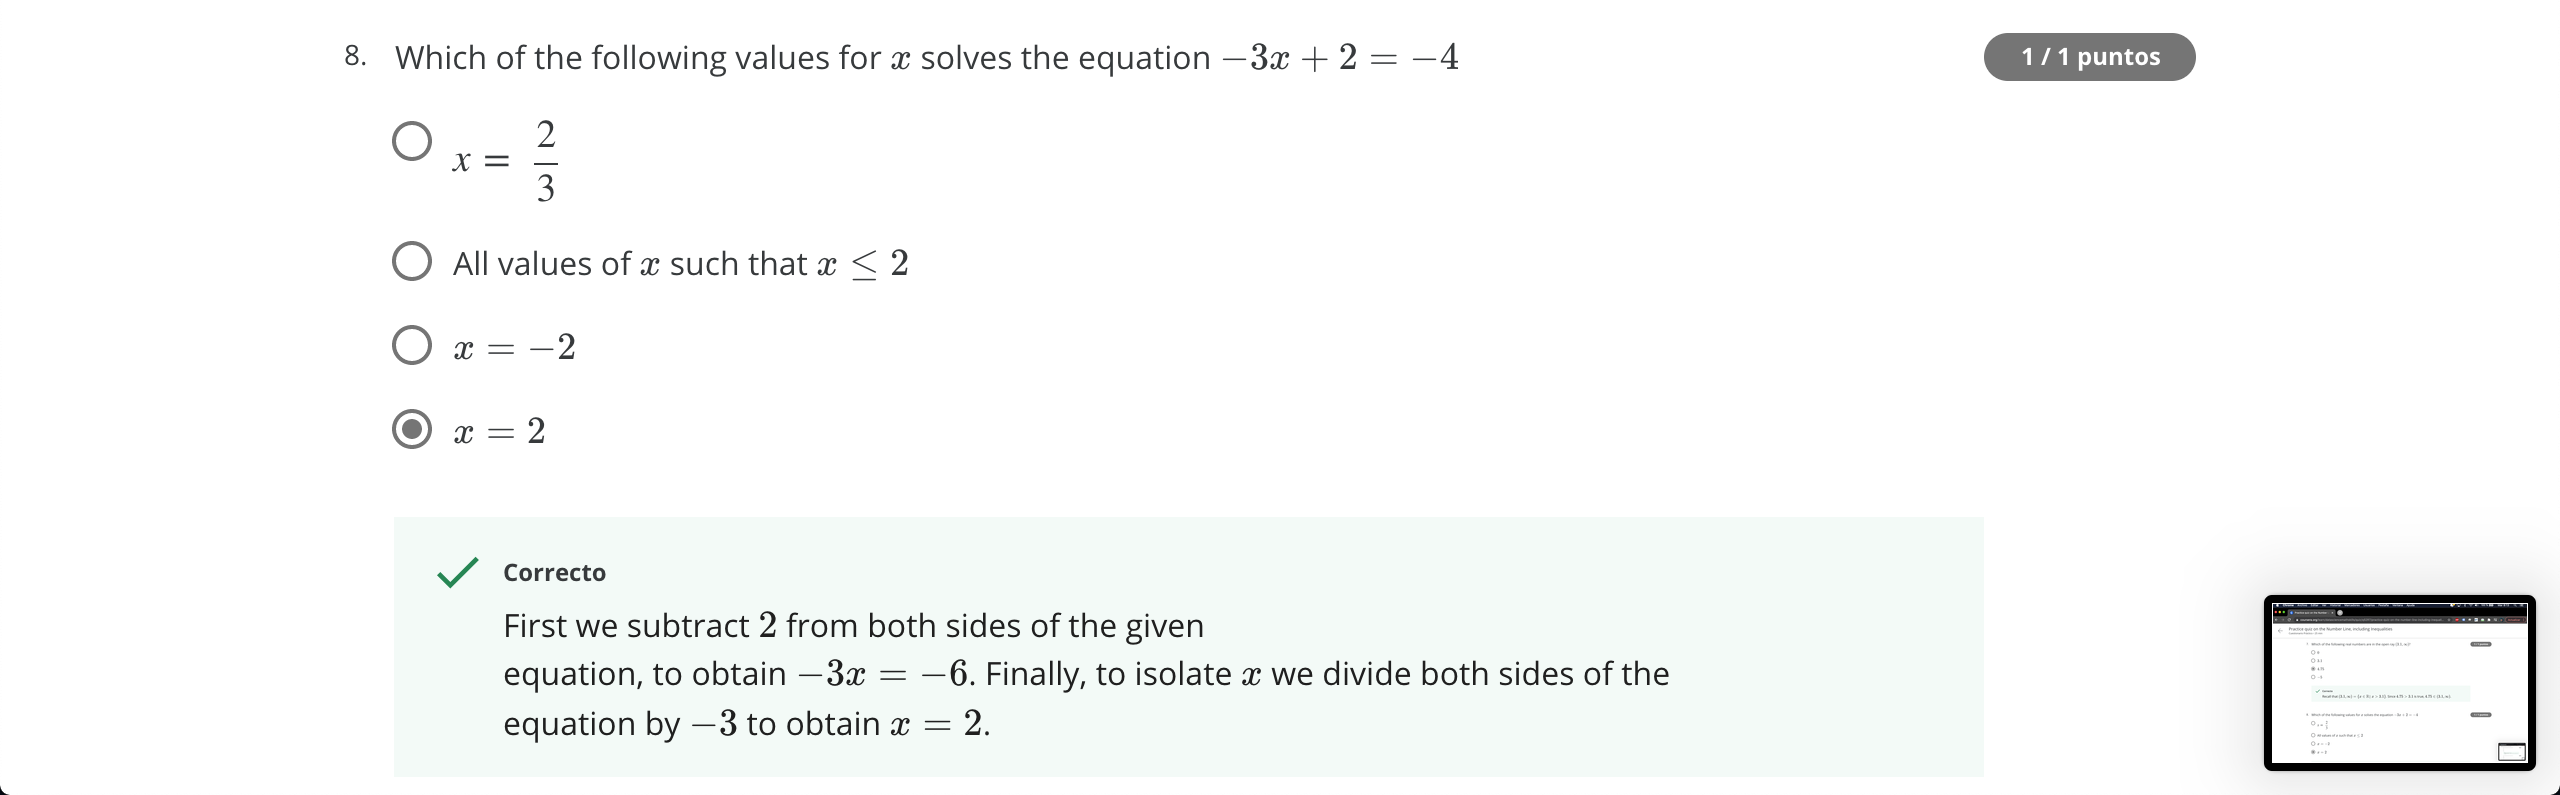 8. Which of the following values for x solves the equation −3x + 2 = −4
1 / 1 puntos
x = 2/3
All values of x such that x ≤ 2
x = −2
x = 2
Correcto
First we subtract 2 from both sides of the given
equation, to obtain −3x = −6. Finally, to isolate x we divide both sides of the
equation by −3 to obtain x = 2.